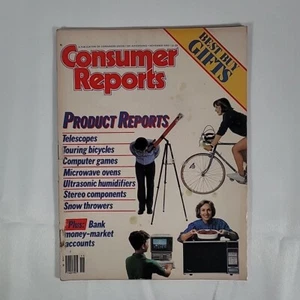 Consumer
Reports
BEST BUY
GIFTS
PRODUCT REPORTS
Telescopes
Touring bicycles
Computer games
Microwave ovens
Ultrasonic humidifiers
Stereo components
Snow throwers
Plus: Bank
money-market
accounts